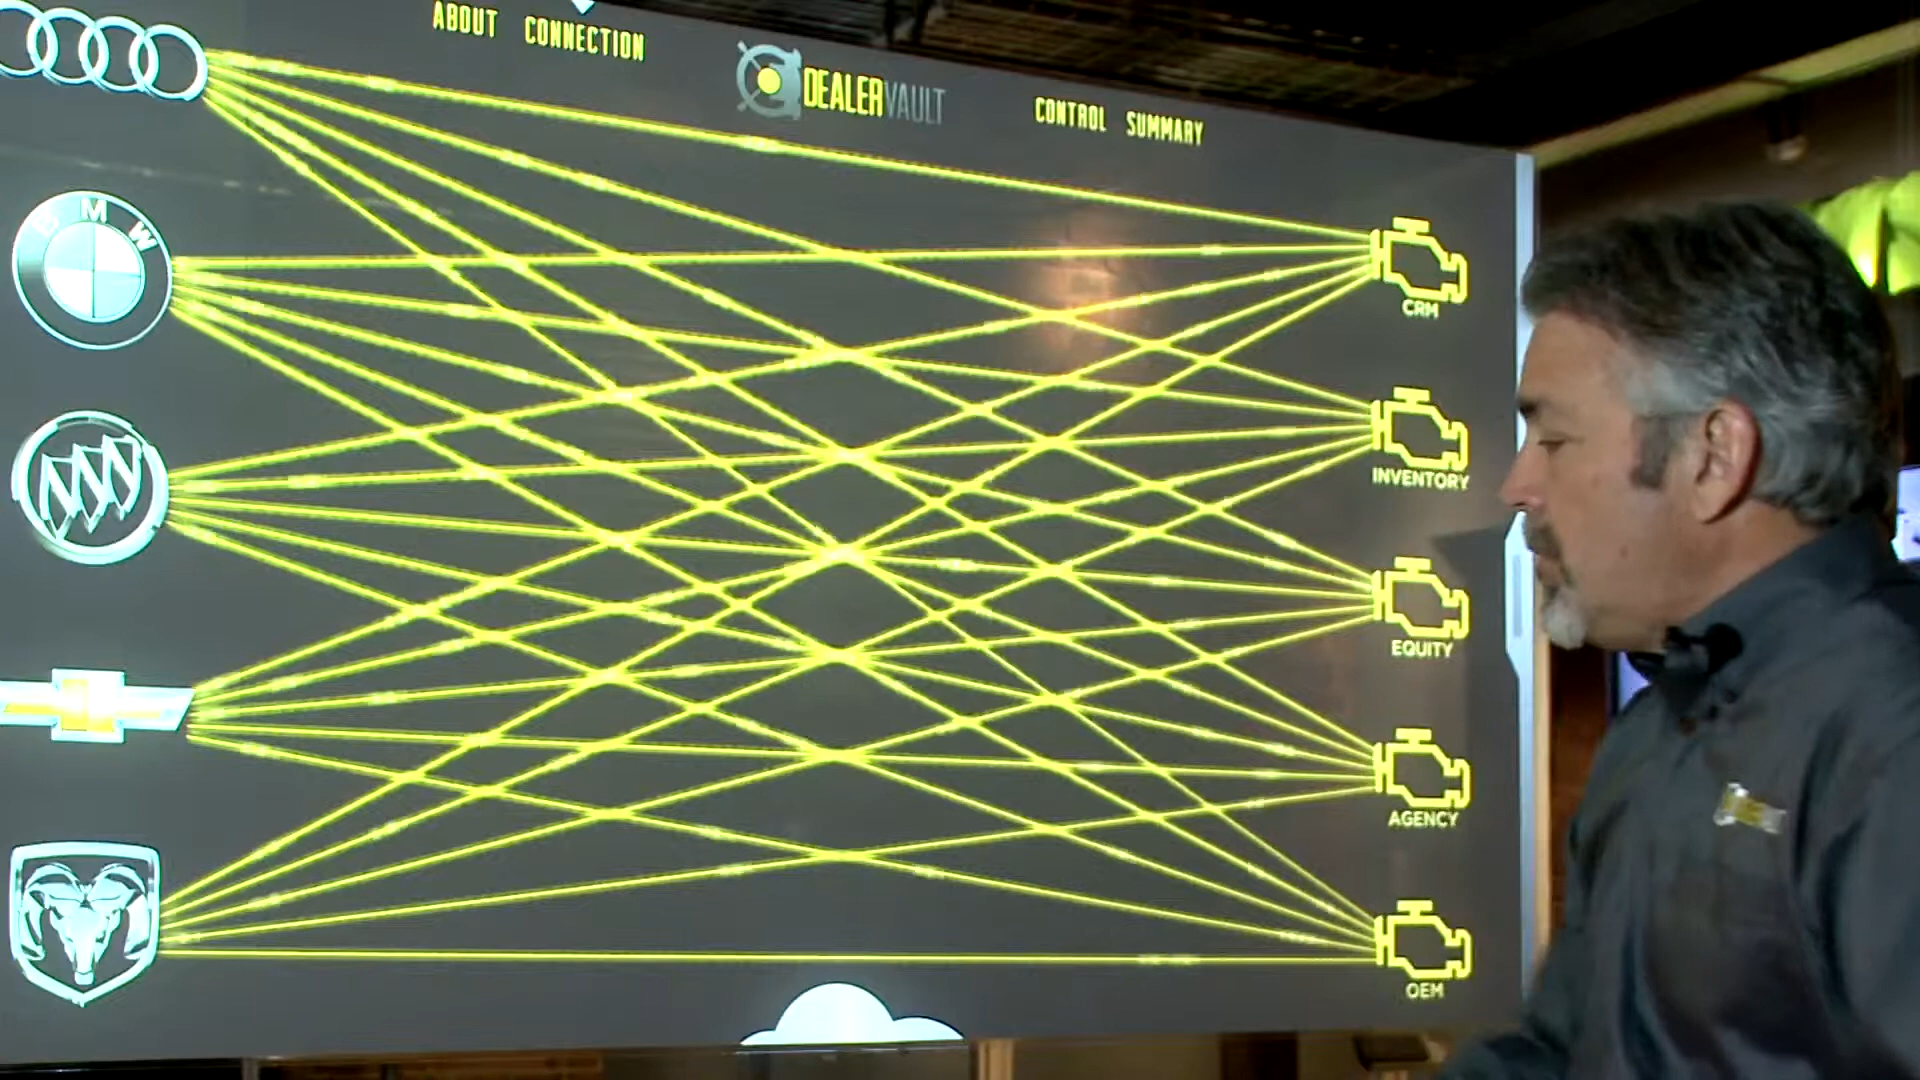 ABOUT CONNECTION
DEALERVAULT
CONTROL SUMMARY
BMW
CRM
INVENTORY
EQUITY
AGENCY
OEM